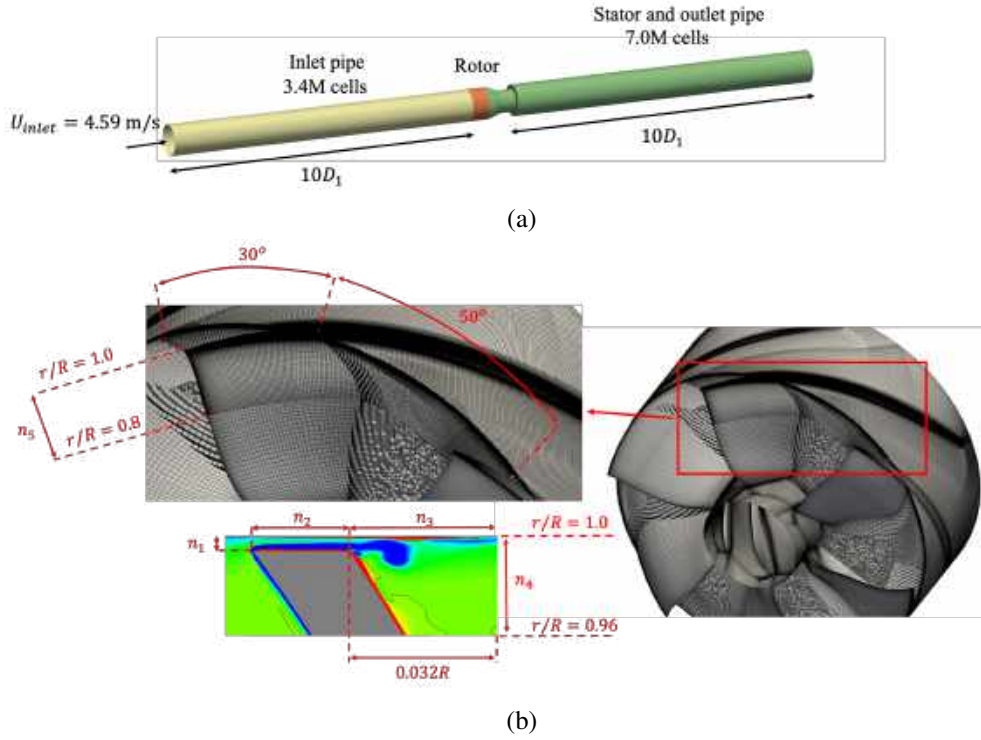 Stator and outlet pipe
7.0M cells
Inlet pipe
3.4M cells
Rotor
U_inlet = 4.59 m/s
10D_1
10D_1
(a)
30°
50°
r/R = 1.0
n_5
r/R = 0.8
n_2
n_3
r/R = 1.0
n_1
n_4
r/R = 0.96
0.032R
(b)